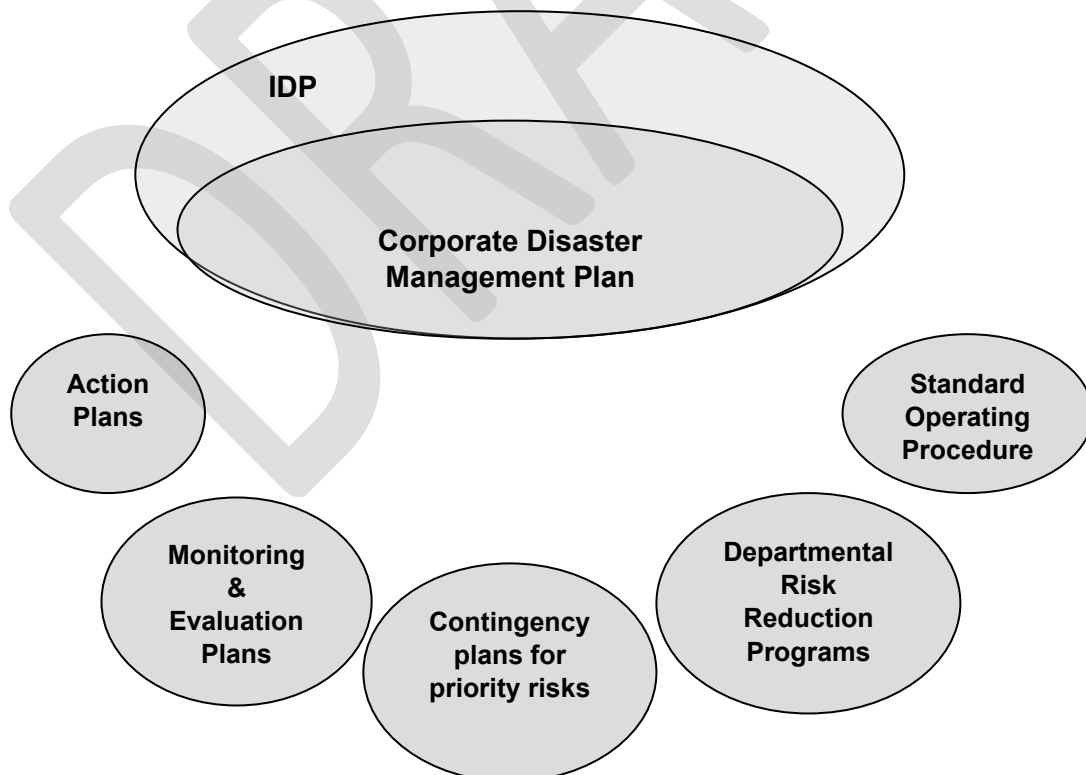 IDP
Corporate Disaster
Management Plan
Action
Plans
Standard
Operating
Procedure
Monitoring
&
Evaluation
Plans
Departmental
Risk
Reduction
Programs
Contingency
plans for
priority risks
DRA